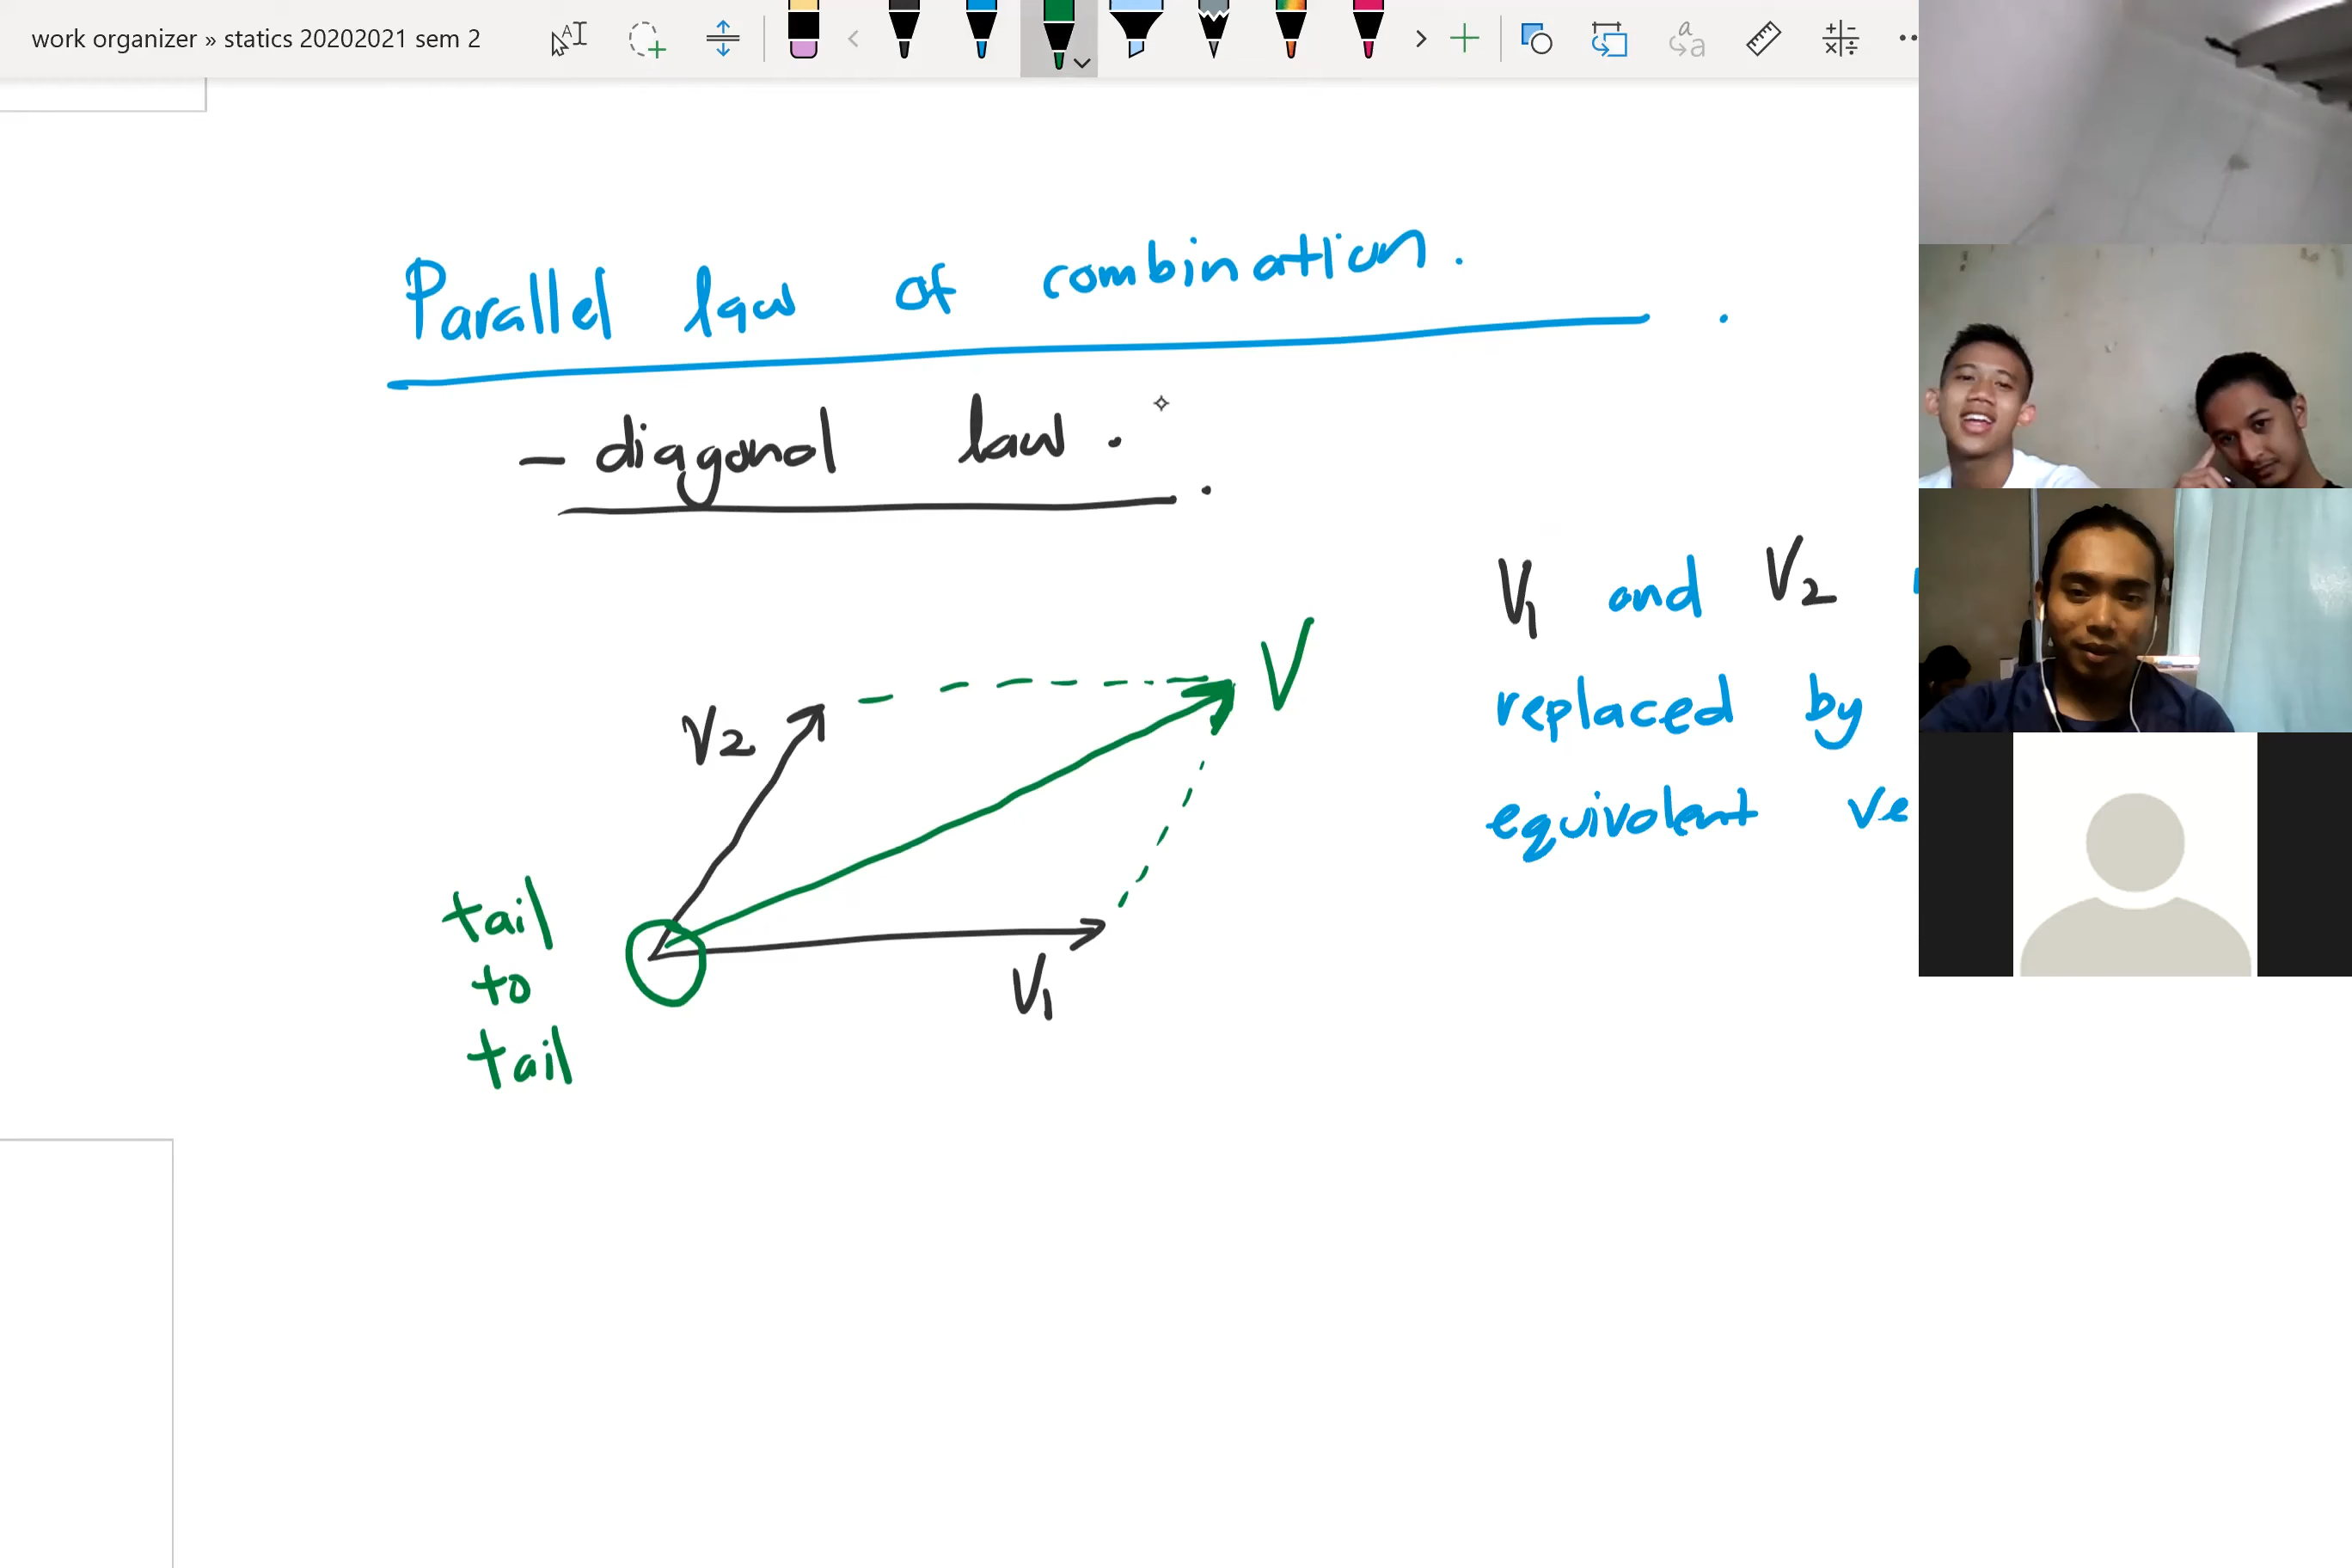 work organizer » statics 20202021 sem 2
Parallel law of combination.
- diagonal law.
V1 and V2
replaced by
equivalent ve
V2
V
tail
to
tail
V1